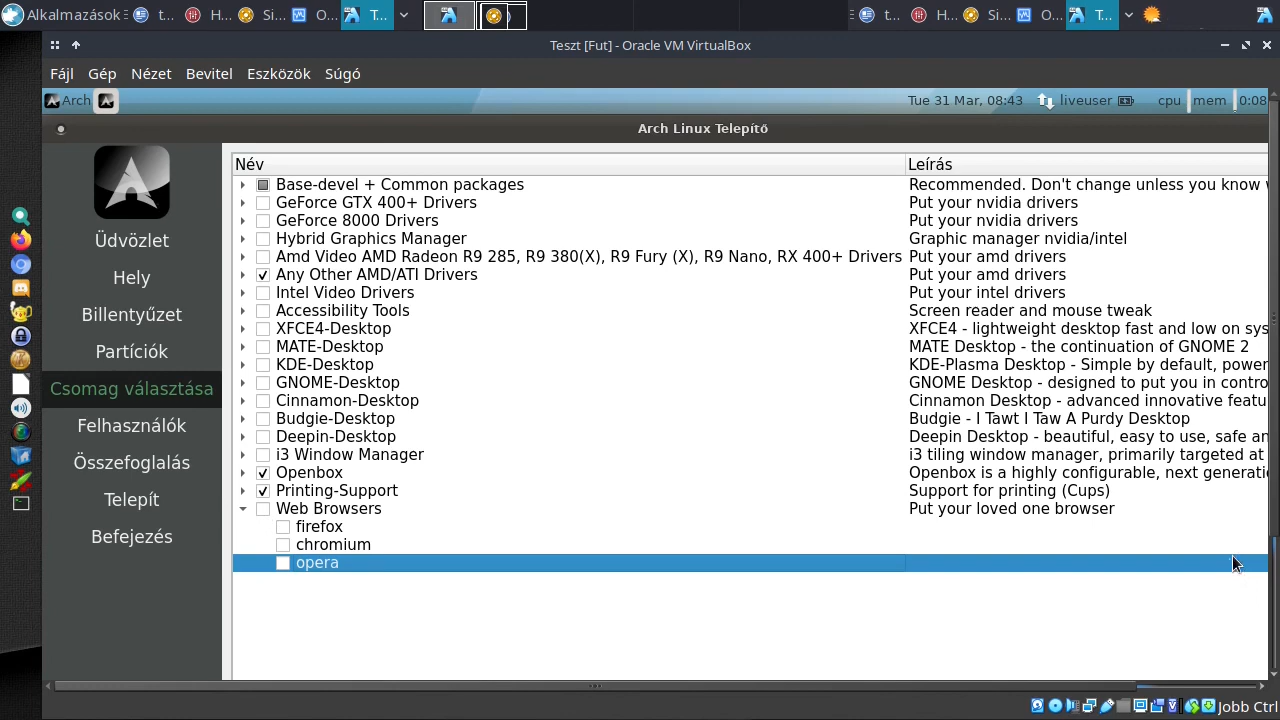 Alkalmazások
t...
H...
Si...
O...
T...
t...
H...
Si...
O...
T...
Teszt [Fut] - Oracle VM VirtualBox
Fájl Gép Nézet Bevitel Eszközök Súgó
Arch
Tue 31 Mar, 08:43
liveuser
cpu
mem
0:08
Arch Linux Telepítő
Üdvözlet
Hely
Billentyűzet
Partíciók
Csomag választása
Felhasználók
Összefoglalás
Telepít
Befejezés
Név Leírás
Base-devel + Common packages Recommended. Don't change unless you know
GeForce GTX 400+ Drivers Put your nvidia drivers
GeForce 8000 Drivers Put your nvidia drivers
Hybrid Graphics Manager Graphic manager nvidia/intel
Amd Video AMD Radeon R9 285, R9 380(X), R9 Fury (X), R9 Nano, RX 400+ Drivers Put your amd drivers
Any Other AMD/ATI Drivers Put your amd drivers
Intel Video Drivers Put your intel drivers
Accessibility Tools Screen reader and mouse tweak
XFCE4-Desktop XFCE4 - lightweight desktop fast and low on sys
MATE-Desktop MATE Desktop - the continuation of GNOME 2
KDE-Desktop KDE-Plasma Desktop - Simple by default, power
GNOME-Desktop GNOME Desktop - designed to put you in contro
Cinnamon-Desktop Cinnamon Desktop - advanced innovative featu
Budgie-Desktop Budgie - I Tawt I Taw A Purdy Desktop
Deepin-Desktop Deepin Desktop - beautiful, easy to use, safe an
i3 Window Manager i3 tiling window manager, primarily targeted at
Openbox Openbox is a highly configurable, next generati
Printing-Support Support for printing (Cups)
Web Browsers Put your loved one browser
firefox
chromium
opera
Jobb Ctrl